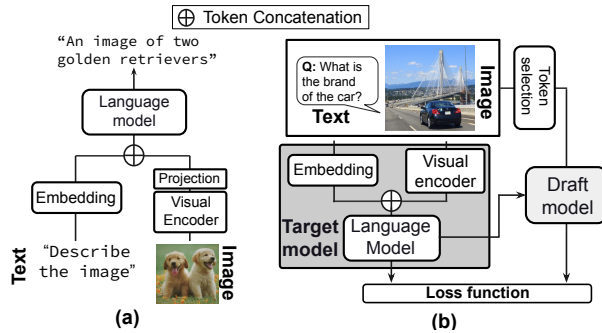 ⊕ Token Concatenation
“An image of two
golden retrievers”
Language
model
Embedding
Projection
Visual
Encoder
Text
"Describe
the image"
Image
(a)
Q: What is
the brand
of the car?
Text
Image
Token
selection
Embedding
Visual
encoder
Target
model
Language
Model
Draft
model
Loss function
(b)